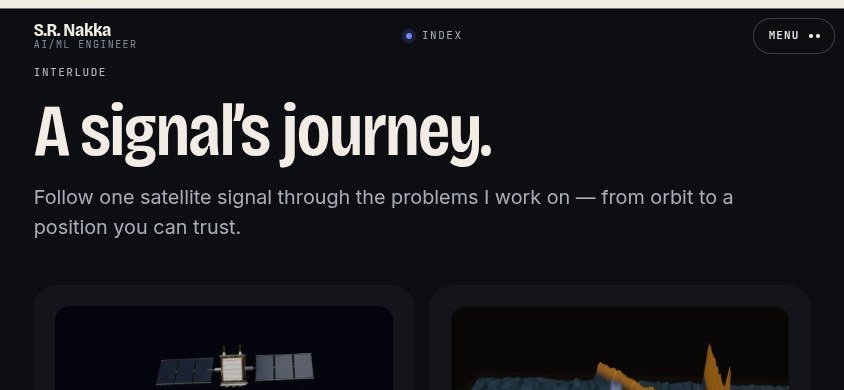 S.R. Nakka
AI/ML ENGINEER
INDEX
MENU
INTERLUDE
A signal’s journey.
Follow one satellite signal through the problems I work on — from orbit to a
position you can trust.